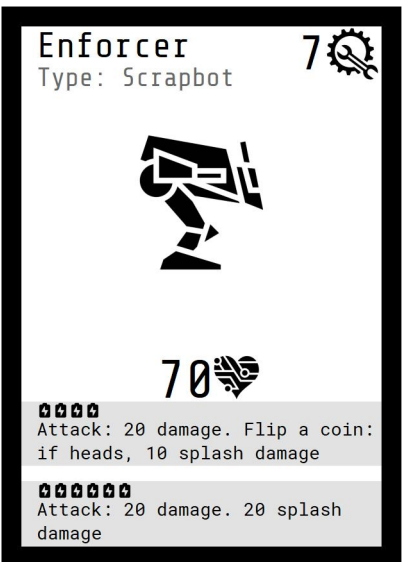 Enforcer
7
Type: Scrapbot
70
Attack: 20 damage. Flip a coin:
if heads, 10 splash damage
Attack: 20 damage. 20 splash
damage